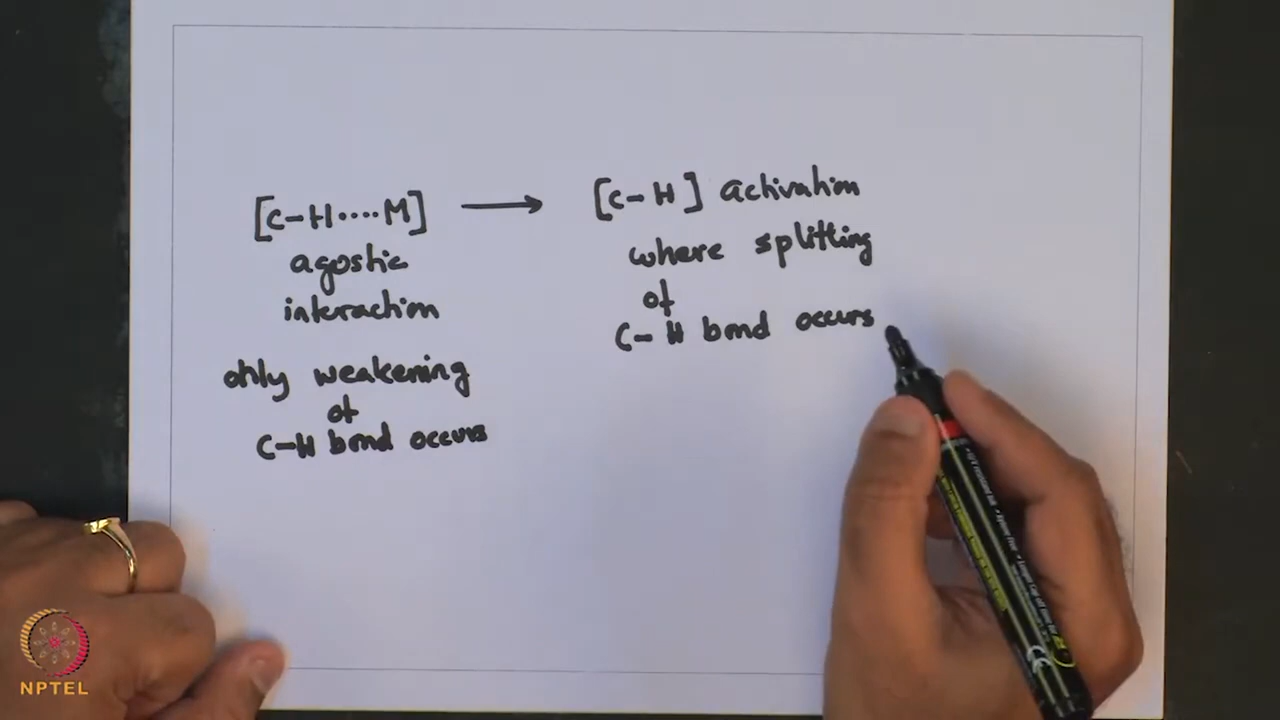 [C-H····M] ⟶ [C-H] activation
agostic
interaction
only weakening
of
C-H bond occurs
where splitting
of
C-H bond occurs
NPTEL